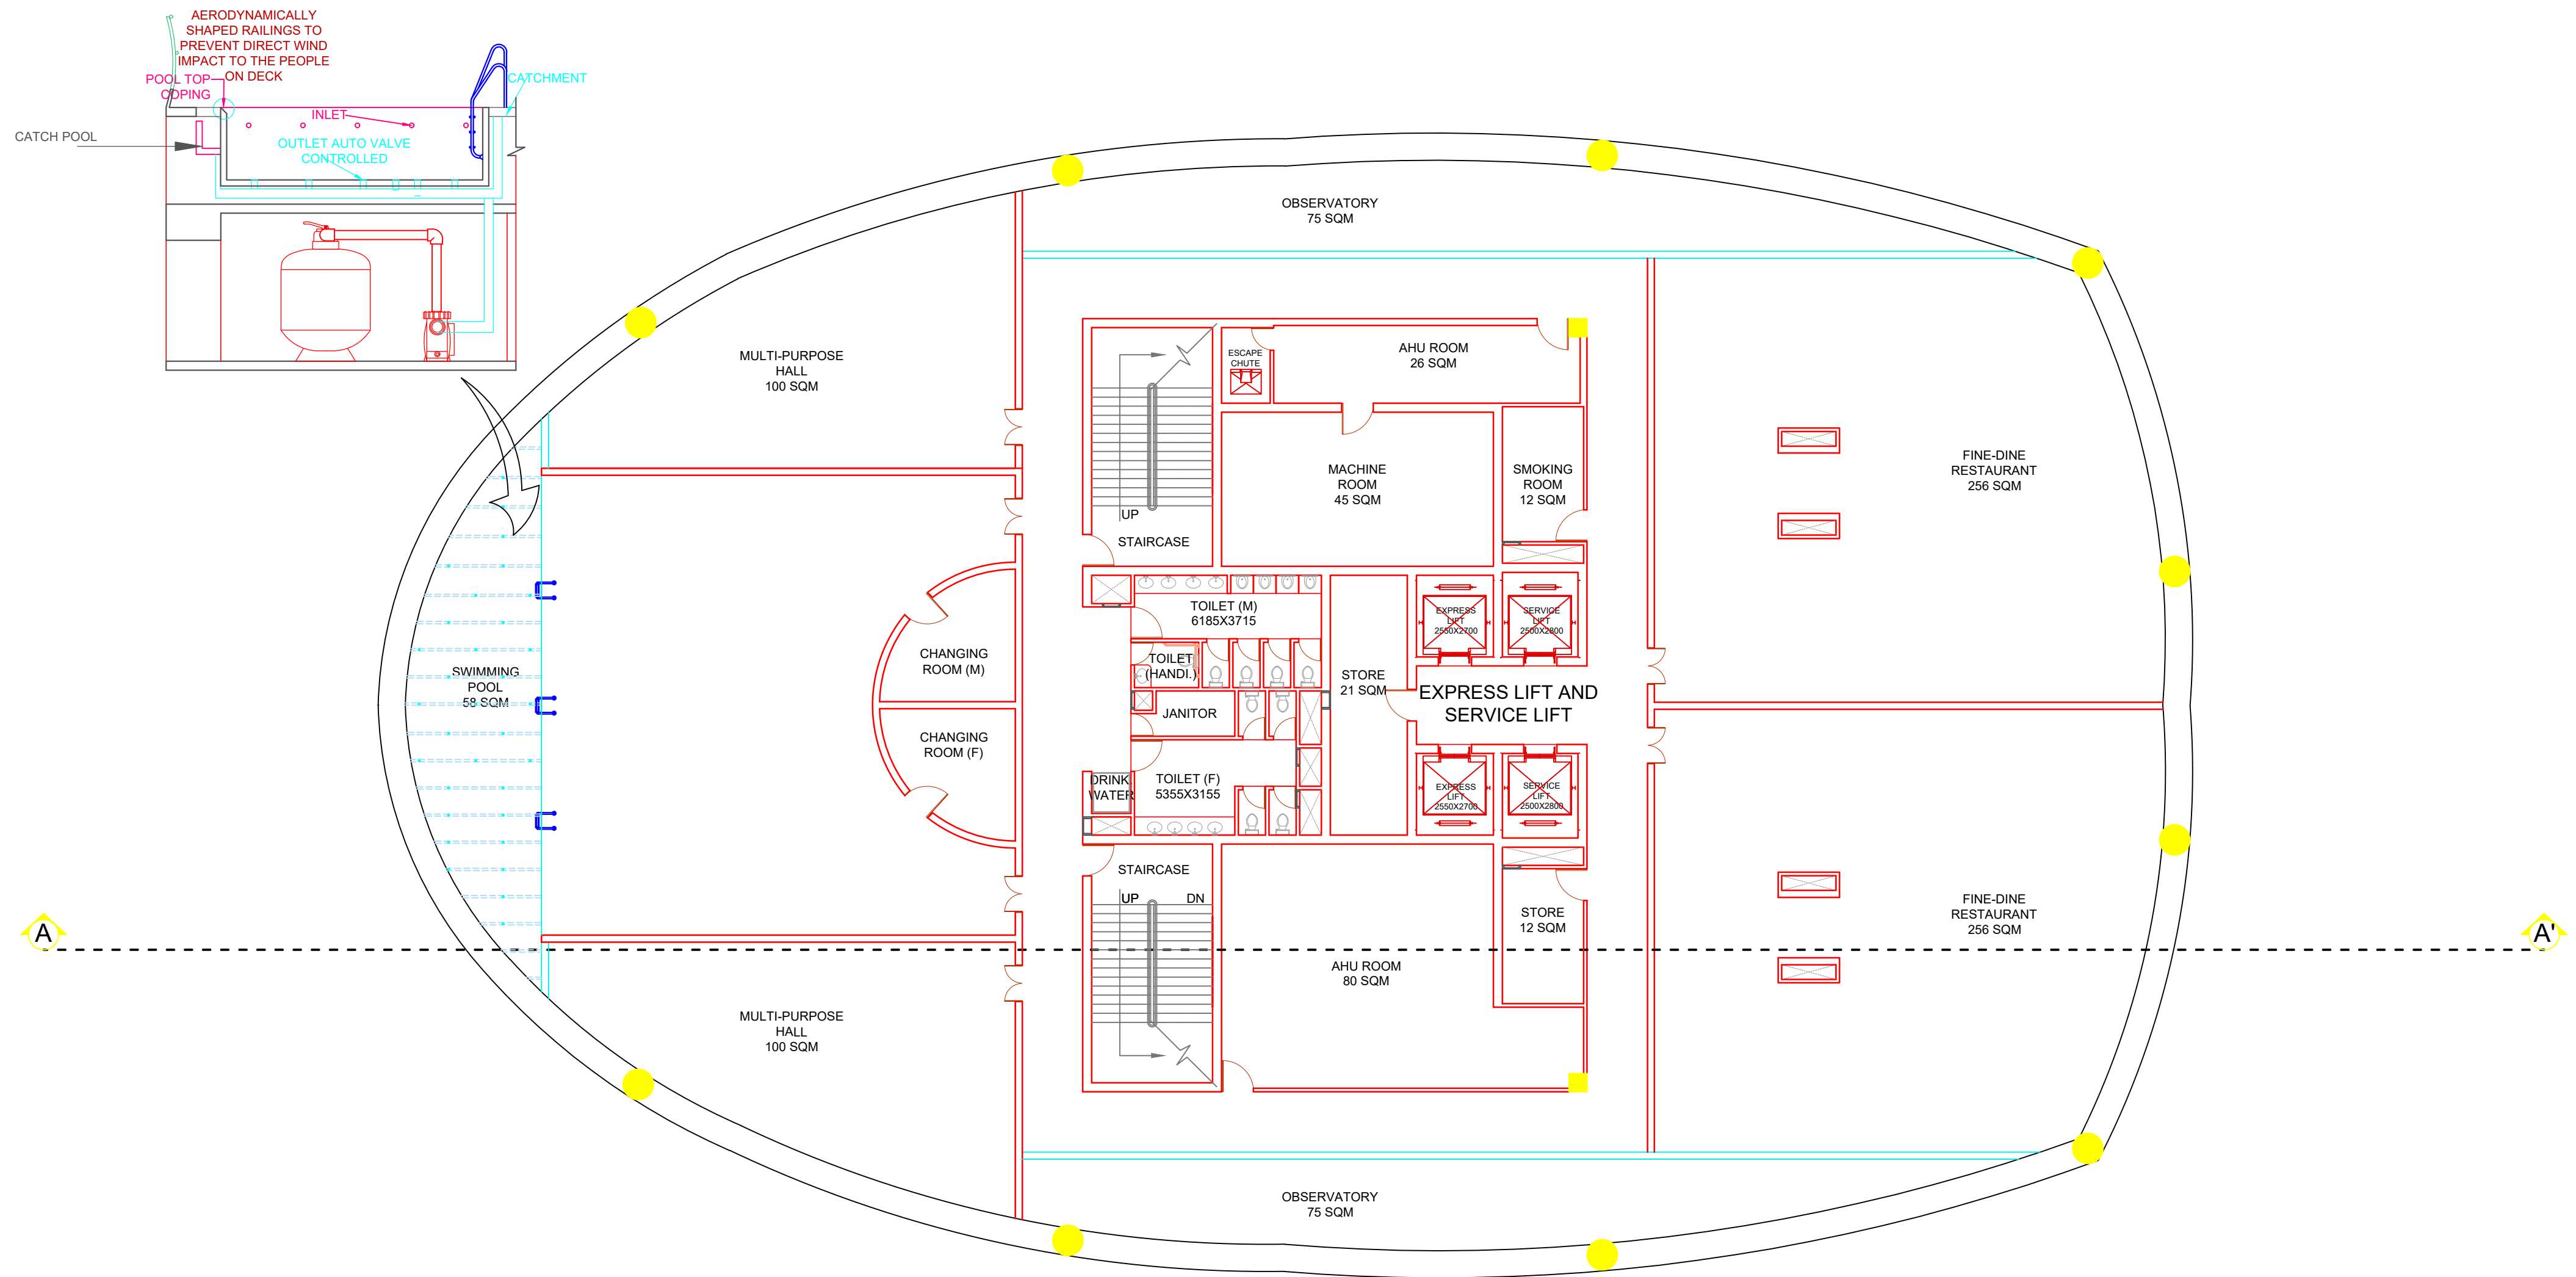 AERODYNAMICALLY
SHAPED RAILINGS TO
PREVENT DIRECT WIND
IMPACT TO THE PEOPLE
ON DECK
POOL TOP
COPING
CATCHMENT
INLET
CATCH POOL
OUTLET AUTO VALVE
CONTROLLED
OBSERVATORY
75 SQM
MULTI-PURPOSE
HALL
100 SQM
ESCAPE
CHUTE
AHU ROOM
26 SQM
MACHINE
ROOM
45 SQM
SMOKING
ROOM
12 SQM
FINE-DINE
RESTAURANT
256 SQM
UP
STAIRCASE
TOILET (M)
6185X3715
EXPRESS
LIFT
2550X2700
SERVICE
LIFT
2500X2800
SWIMMING
POOL
58 SQM
CHANGING
ROOM (M)
TOILET
(HANDI.)
STORE
21 SQM
EXPRESS LIFT AND
SERVICE LIFT
JANITOR
CHANGING
ROOM (F)
DRINK.
WATER
TOILET (F)
5355X3155
EXPRESS
LIFT
2550X2700
SERVICE
LIFT
2500X2800
STAIRCASE
UP
DN
STORE
12 SQM
FINE-DINE
RESTAURANT
256 SQM
A
A'
AHU ROOM
80 SQM
MULTI-PURPOSE
HALL
100 SQM
OBSERVATORY
75 SQM